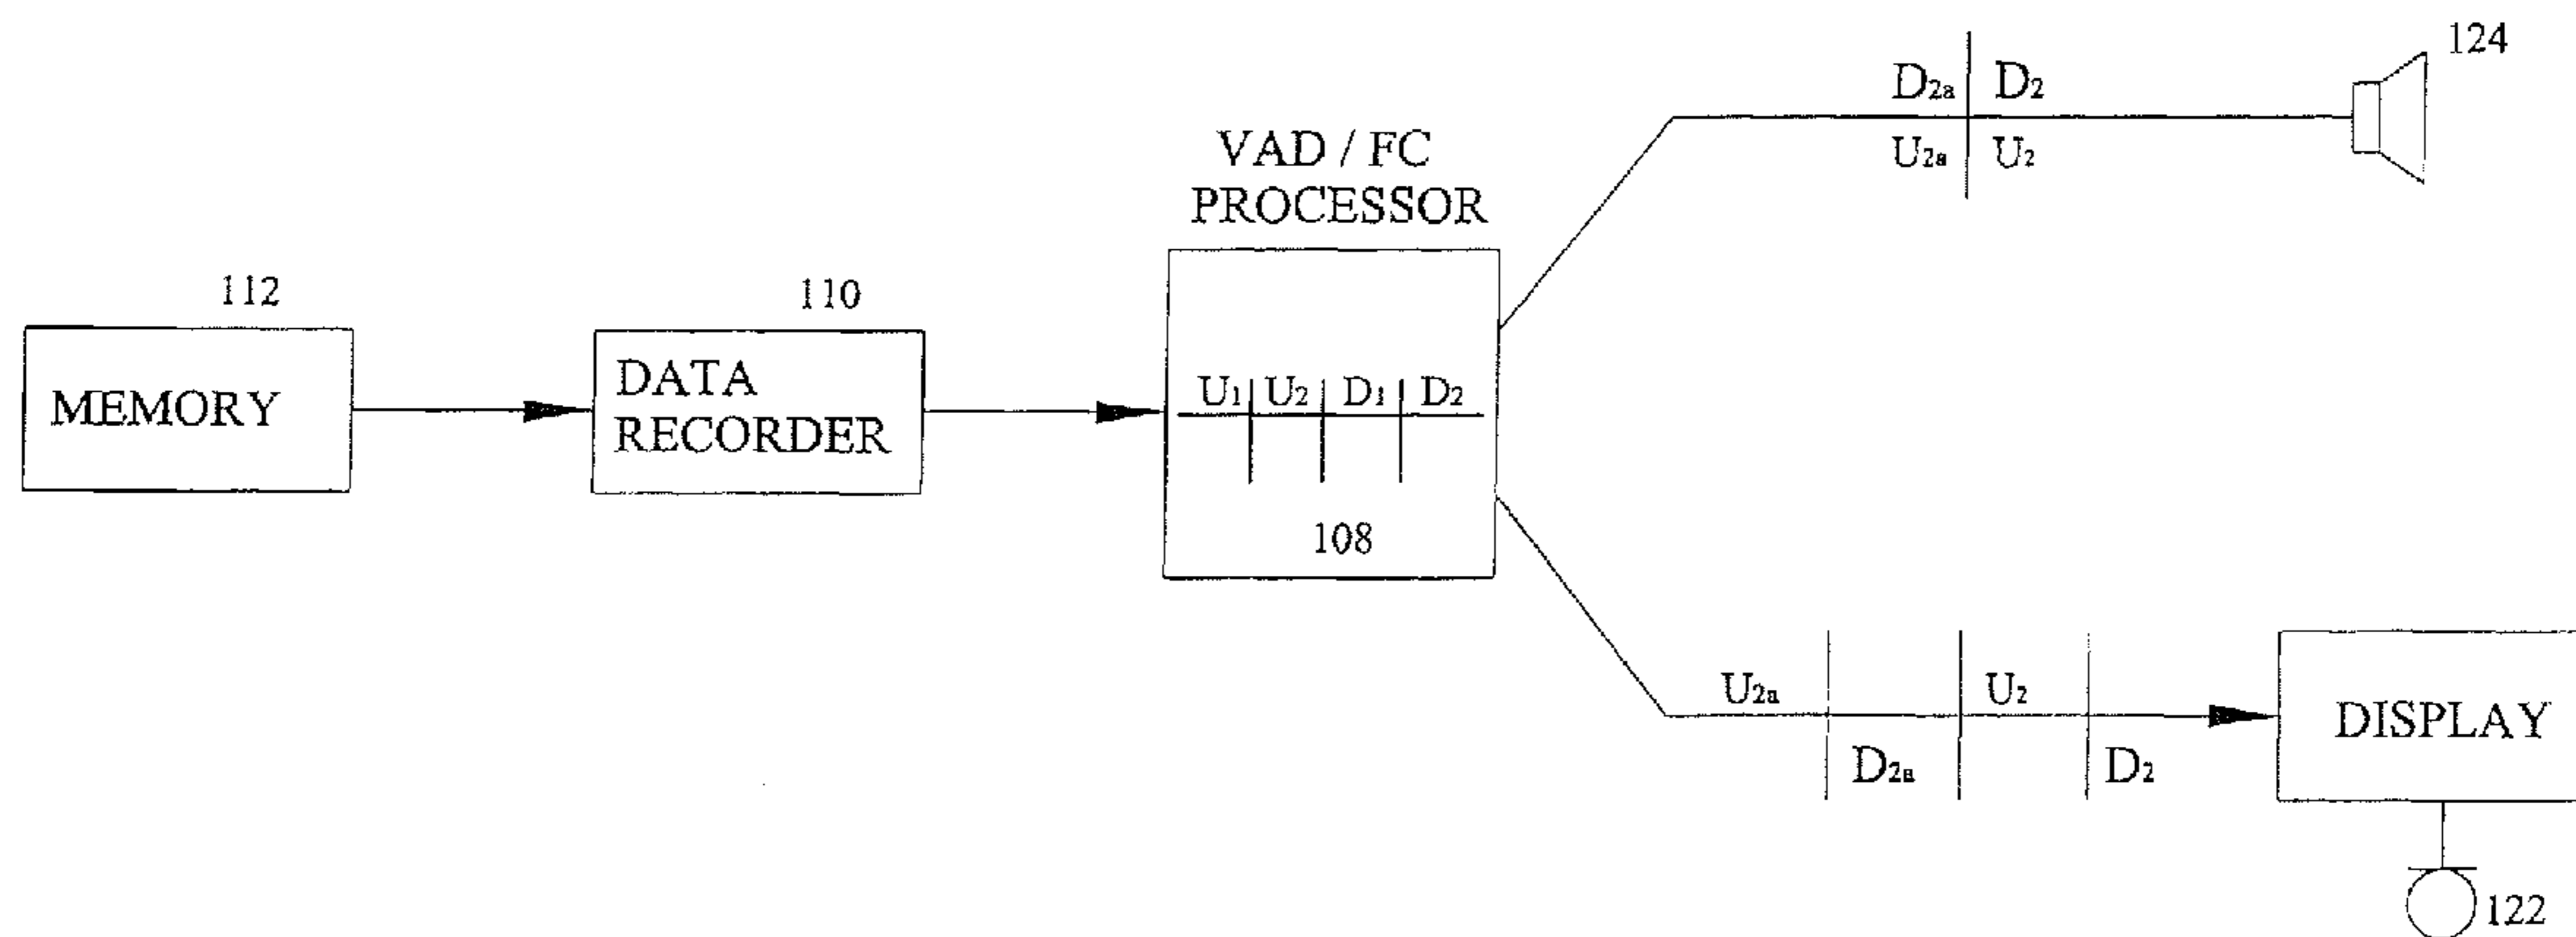 124
D2a D2
U2a U2
VAD / FC
PROCESSOR
112
110
MEMORY
DATA
RECORDER
U1 U2 D1 D2
108
U2a U2
D2a D2
DISPLAY
122